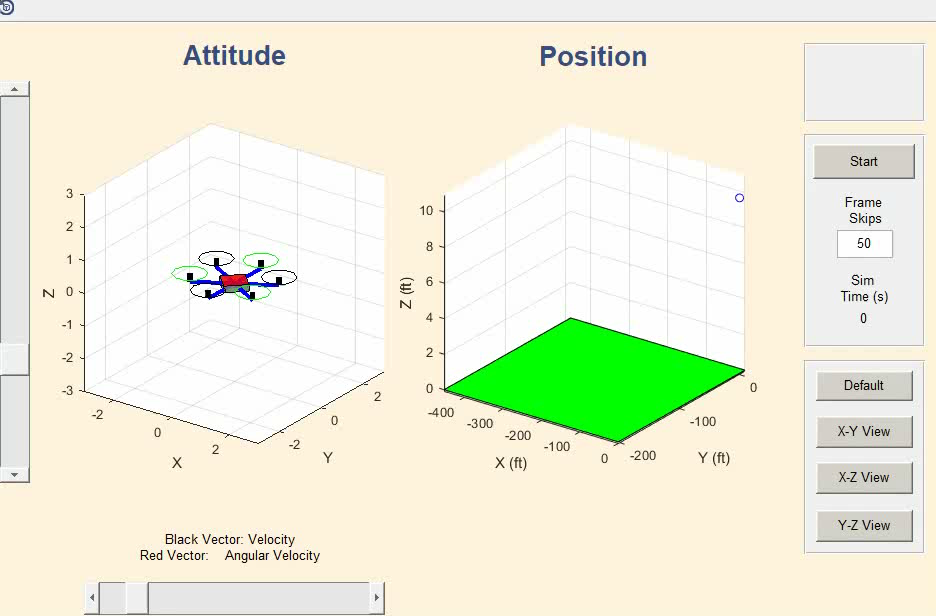 Attitude
Position
3
2
1
0
-1
-2
-3
Z
-2
0
2
X
-2
0
2
Y
10
8
6
4
2
0
Z (ft)
-400
-300
-200
-100
0
X (ft)
-200
-100
0
Y (ft)
Black Vector: Velocity
Red Vector: Angular Velocity
Start
Frame
Skips
50
Sim
Time (s)
0
Default
X-Y View
X-Z View
Y-Z View